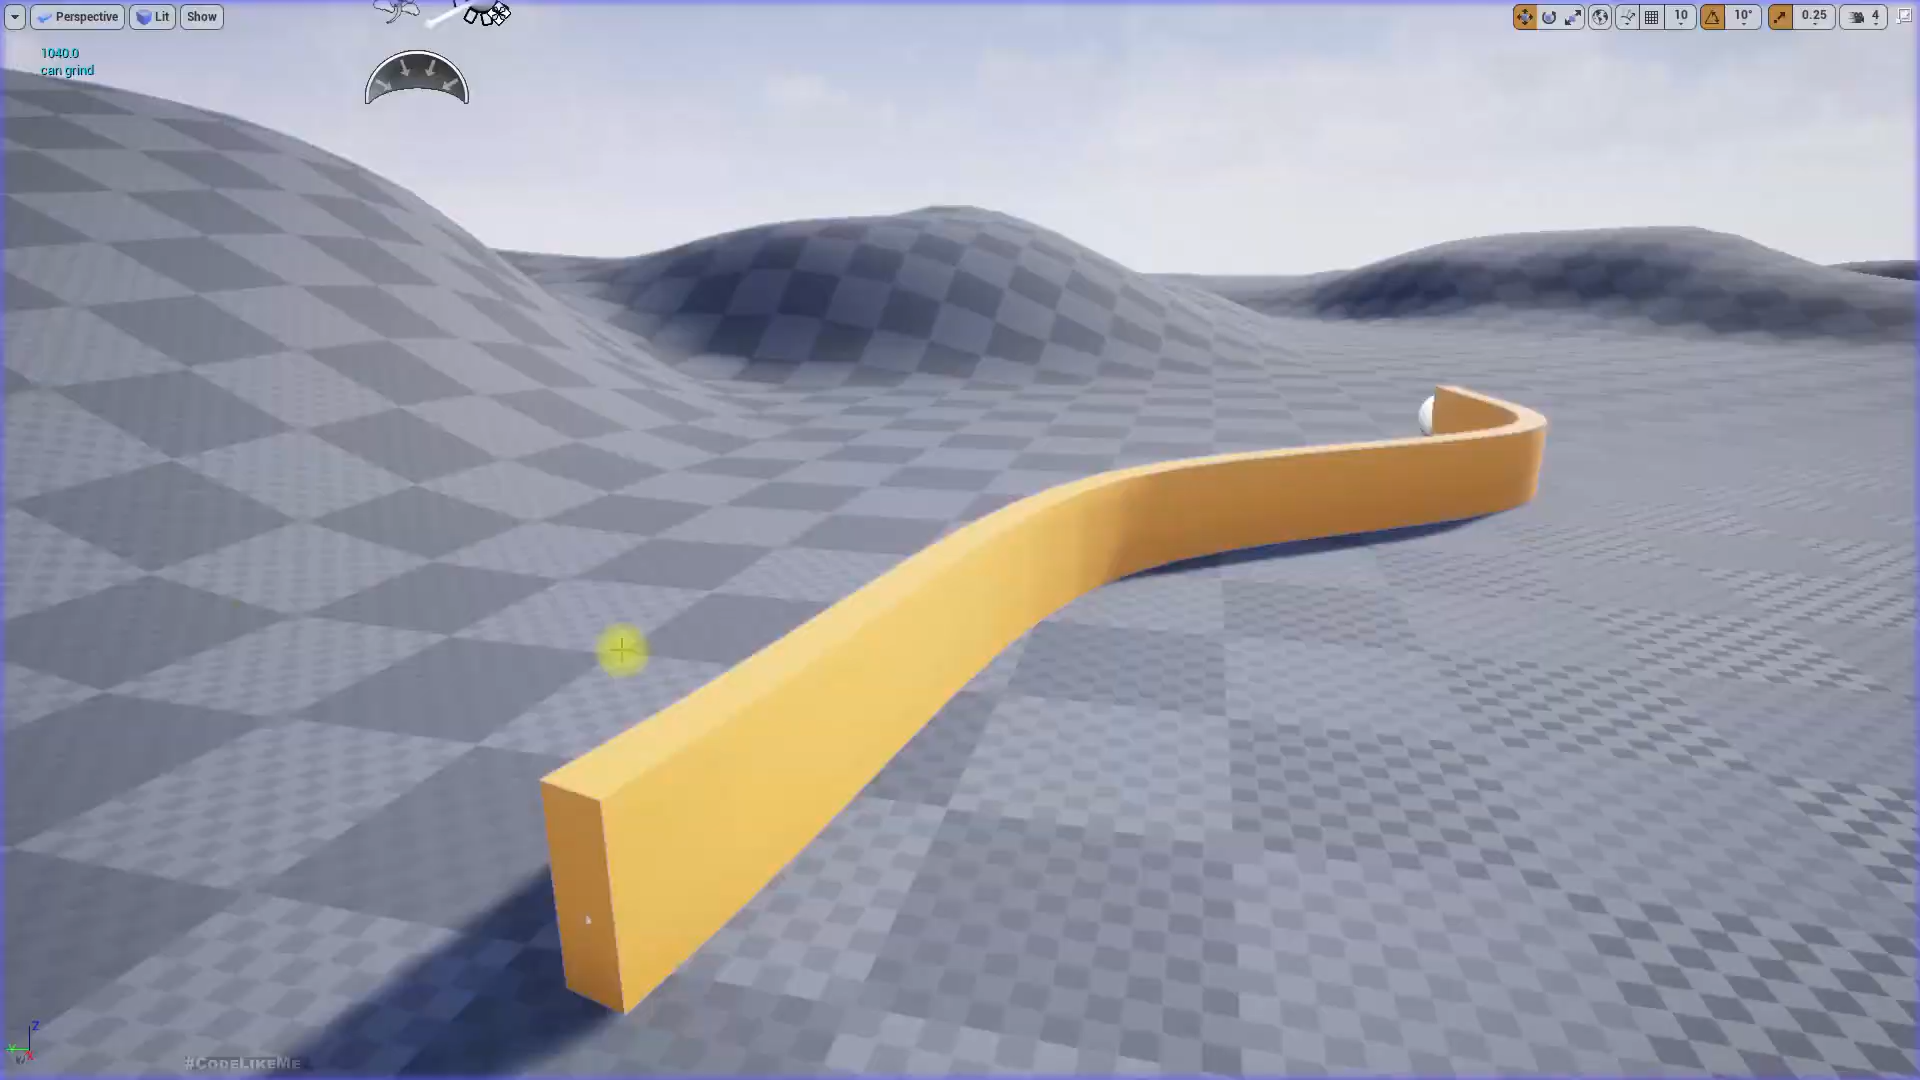 Perspective Lit Show 10 10° 0.25 4
1040.0
can grind
Z
Y X
#CodeLikeMe